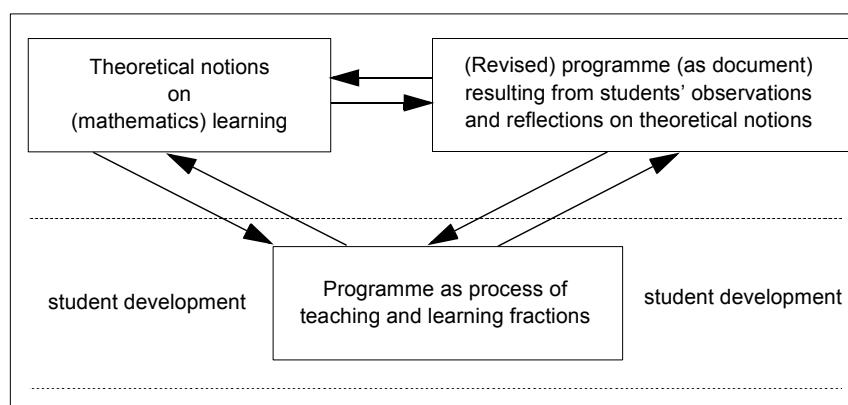 Theoretical notions
on
(mathematics) learning
(Revised) programme (as document)
resulting from students’ observations
and reflections on theoretical notions
student development
Programme as process of
teaching and learning fractions
student development